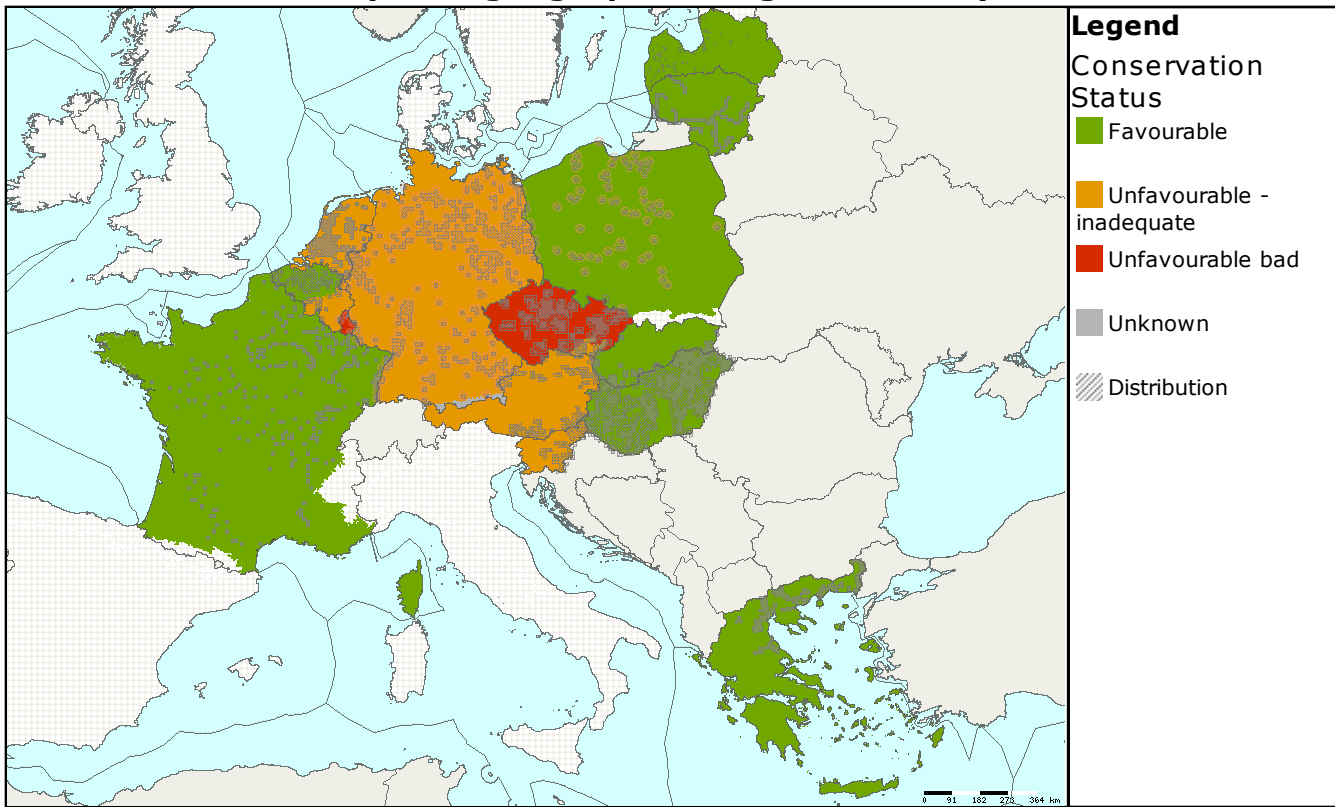 Legend
Conservation
Status
Favourable
Unfavourable -
inadequate
Unfavourable bad
Unknown
Distribution
0 91 182 273 364 km